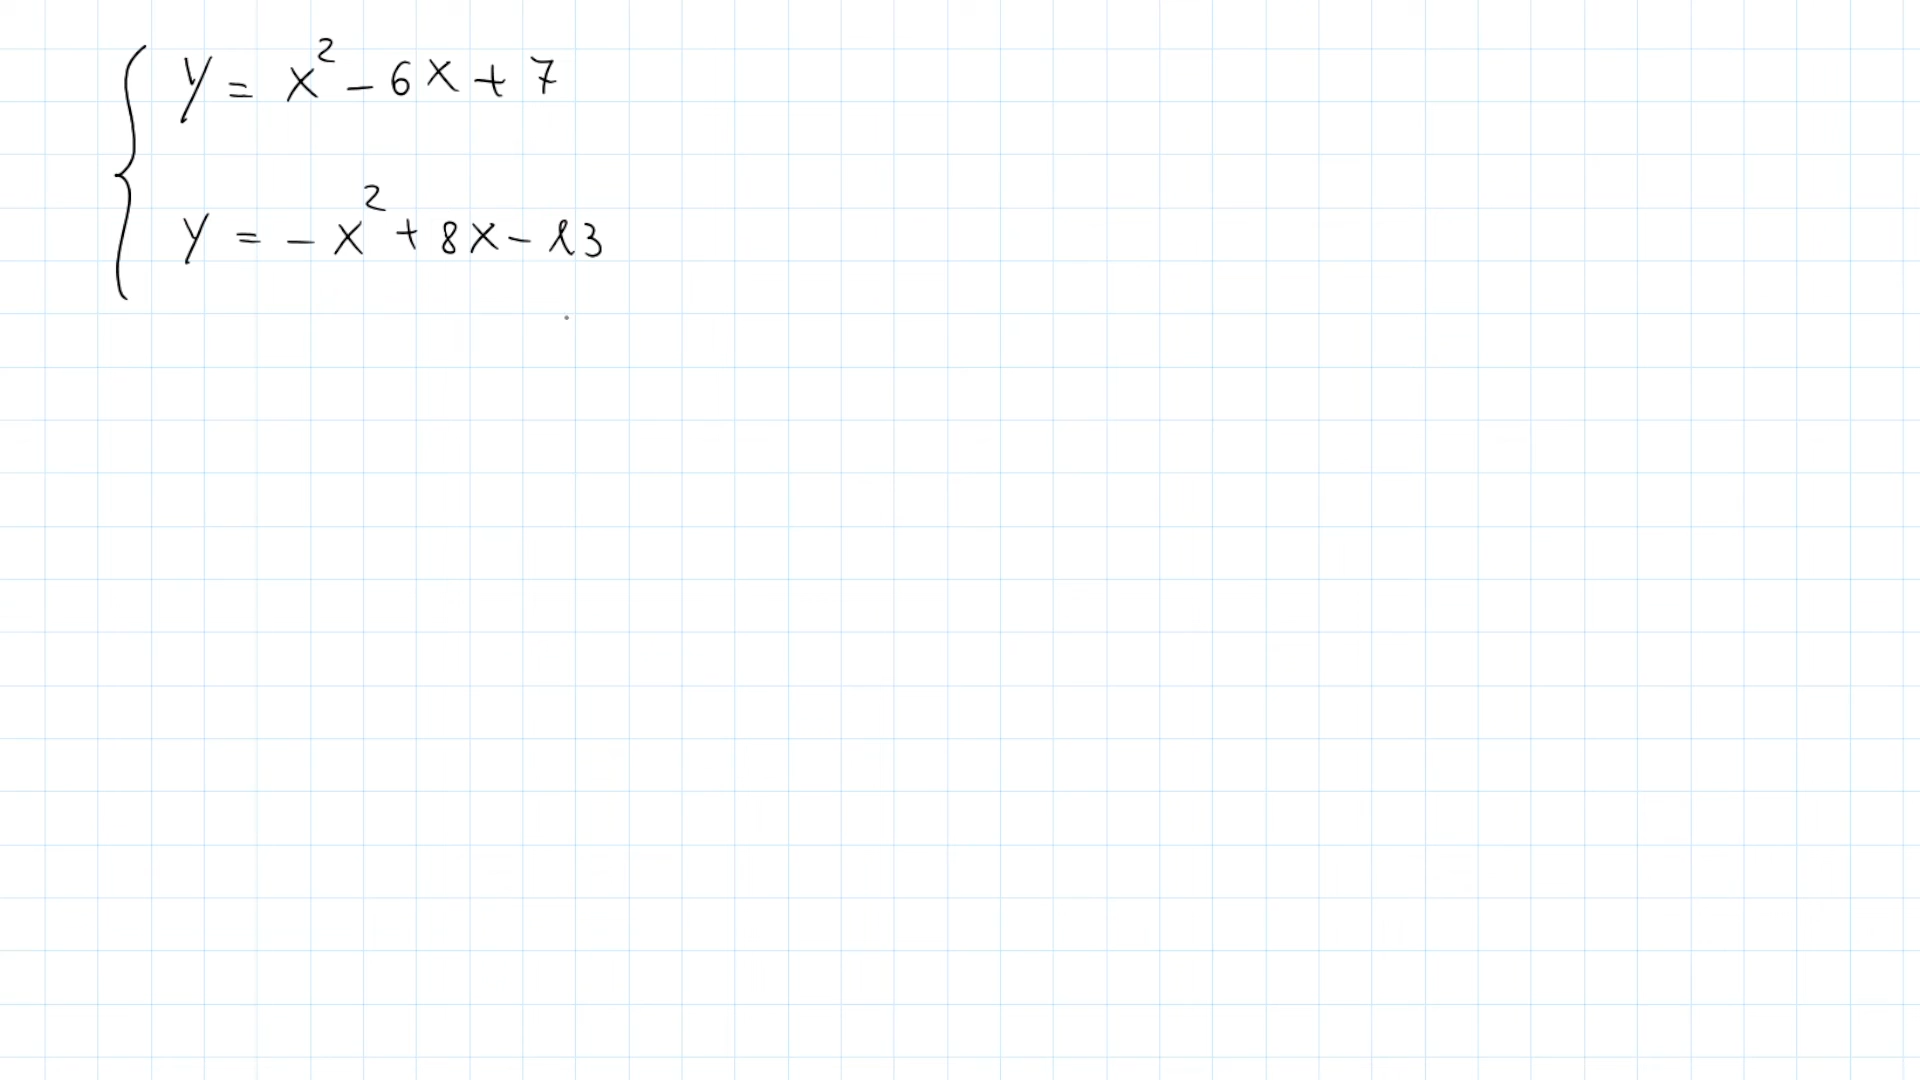 y = x² - 6x + 7
y = -x² + 8x - 13